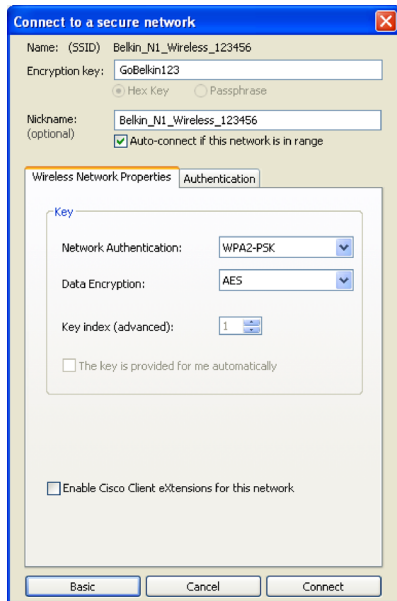 Connect to a secure network
Name: (SSID) Belkin_N1_Wireless_123456
Encryption key: GoBelkin123
Hex Key Passphrase
Nickname: Belkin_N1_Wireless_123456
(optional)
Auto-connect if this network is in range
Wireless Network Properties Authentication
Key
Network Authentication: WPA2-PSK
Data Encryption: AES
Key index (advanced): 1
The key is provided for me automatically
Enable Cisco Client eXtensions for this network
Basic Cancel Connect